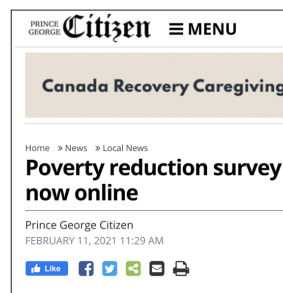 PRINCE
GEORGE Citizen MENU
Canada Recovery Caregiving
Home » News » Local News
Poverty reduction survey
now online
Prince George Citizen
FEBRUARY 11, 2021 11:29 AM
Like